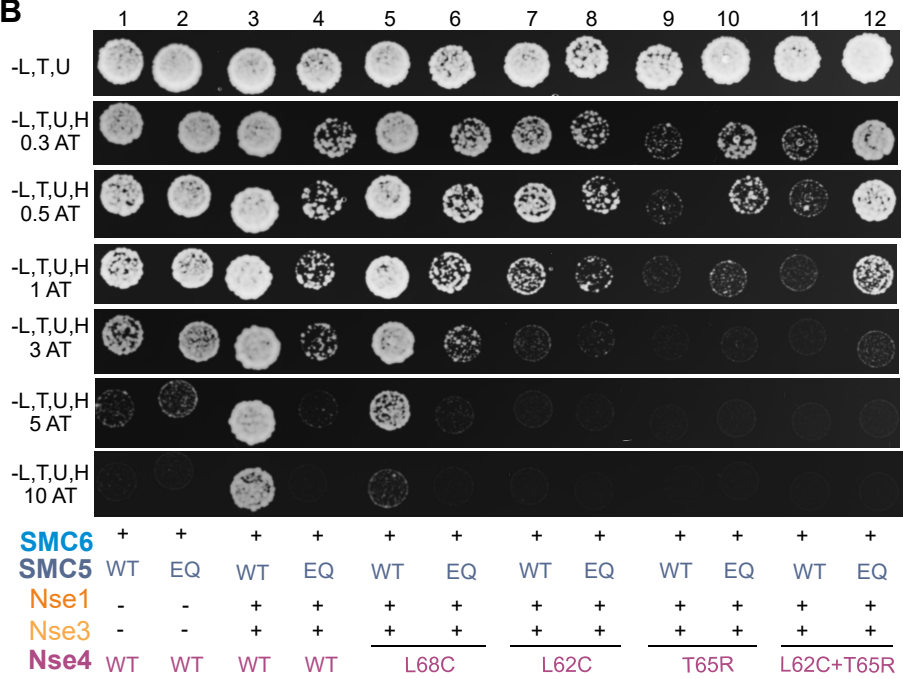 B
1 2 3 4 5 6 7 8 9 10 11 12
-L,T,U
-L,T,U,H
0.3 AT
-L,T,U,H
0.5 AT
-L,T,U,H
1 AT
-L,T,U,H
3 AT
-L,T,U,H
5 AT
-L,T,U,H
10 AT
SMC6 + + + + + + + + + + + +
SMC5 WT EQ WT EQ WT EQ WT EQ WT EQ WT EQ
Nse1 - - + + + + + + + + + +
Nse3 - - + + + + + + + + + +
Nse4 WT WT WT WT L68C L62C T65R L62C+T65R